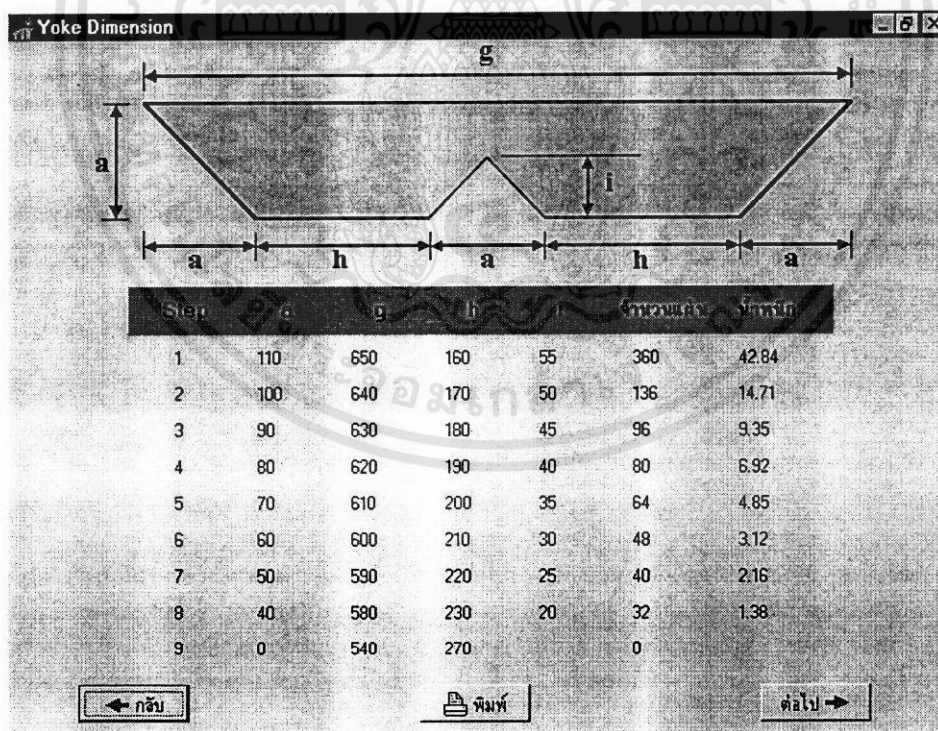 Yoke Dimension
g
a
i
a h a h a
Step a g h i จำนวนแผ่น น้ำหนัก
1 110 650 160 55 360 42.84
2 100 640 170 50 136 14.71
3 90 630 180 45 96 9.35
4 80 620 190 40 80 6.92
5 70 610 200 35 64 4.85
6 60 600 210 30 48 3.12
7 50 590 220 25 40 2.16
8 40 580 230 20 32 1.38
9 0 540 270 0
กลับ พิมพ์ ต่อไป